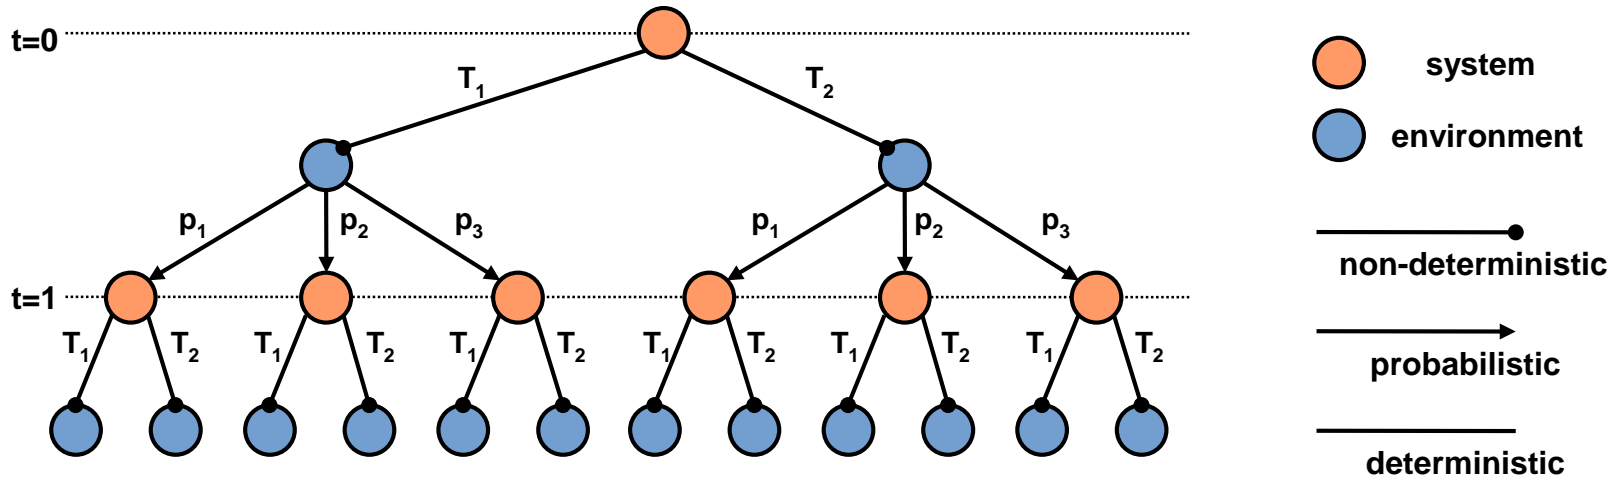 t=0
system
T1 T2
environment
p1 p2 p3 p1 p2 p3
non-deterministic
t=1
T1 T2 T1 T2 T1 T2 T1 T2 T1 T2 T1 T2
probabilistic
deterministic